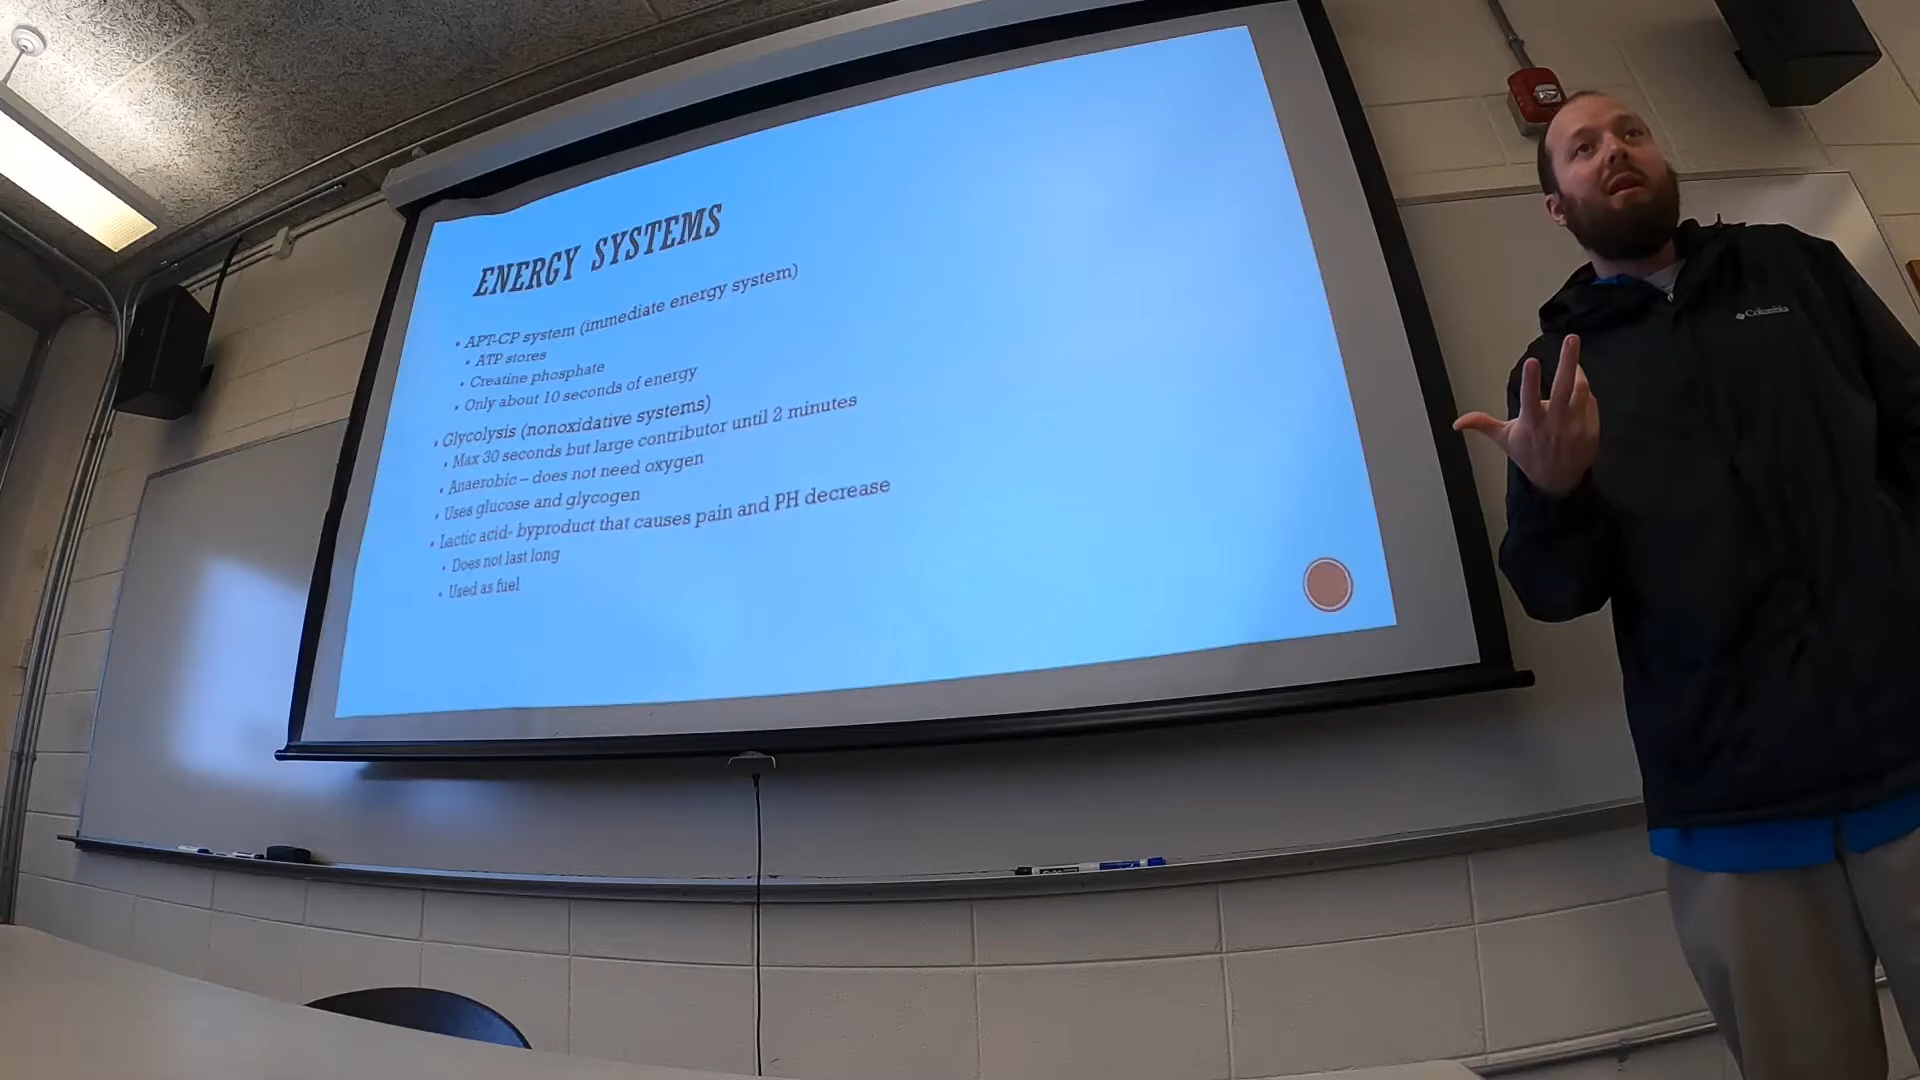 ENERGY SYSTEMS
APT-CP system (immediate energy system)
ATP stores
Creatine phosphate
Only about 10 seconds of energy
Glycolysis (nonoxidative systems)
Max 30 seconds but large contributor until 2 minutes
Anaerobic – does not need oxygen
Uses glucose and glycogen
Lactic acid- byproduct that causes pain and PH decrease
Does not last long
Used as fuel
Columbia